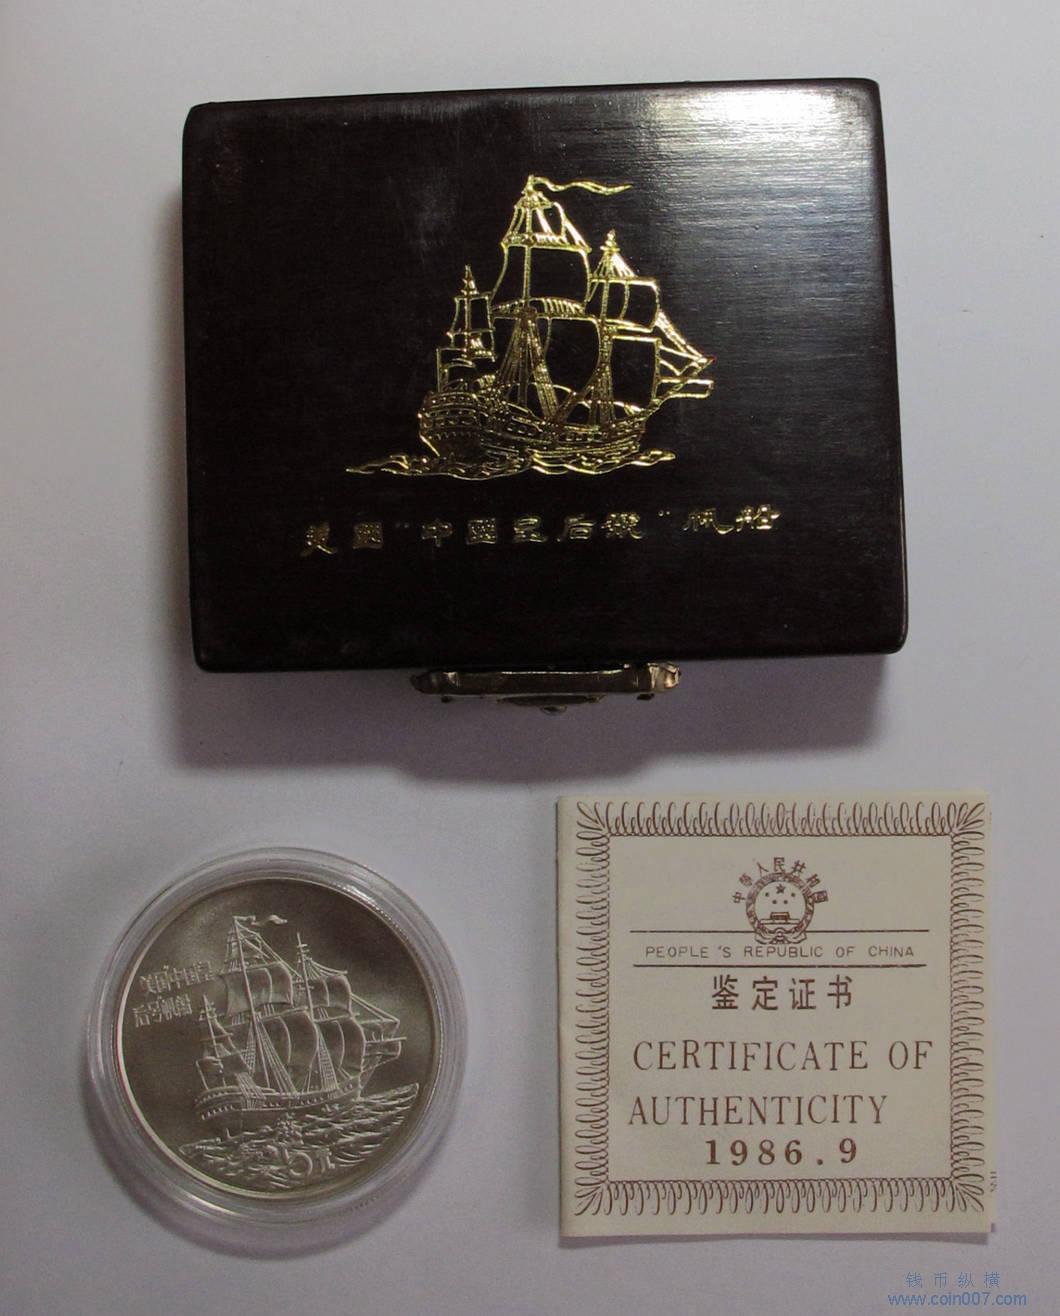 美國“中國皇后號”帆船
美国“中国皇
后号”帆船
5元
中华人民共和国
PEOPLE'S REPUBLIC OF CHINA
鉴定证书
CERTIFICATE OF
AUTHENTICITY
1986.9
钱币纵横
www.coin007.com